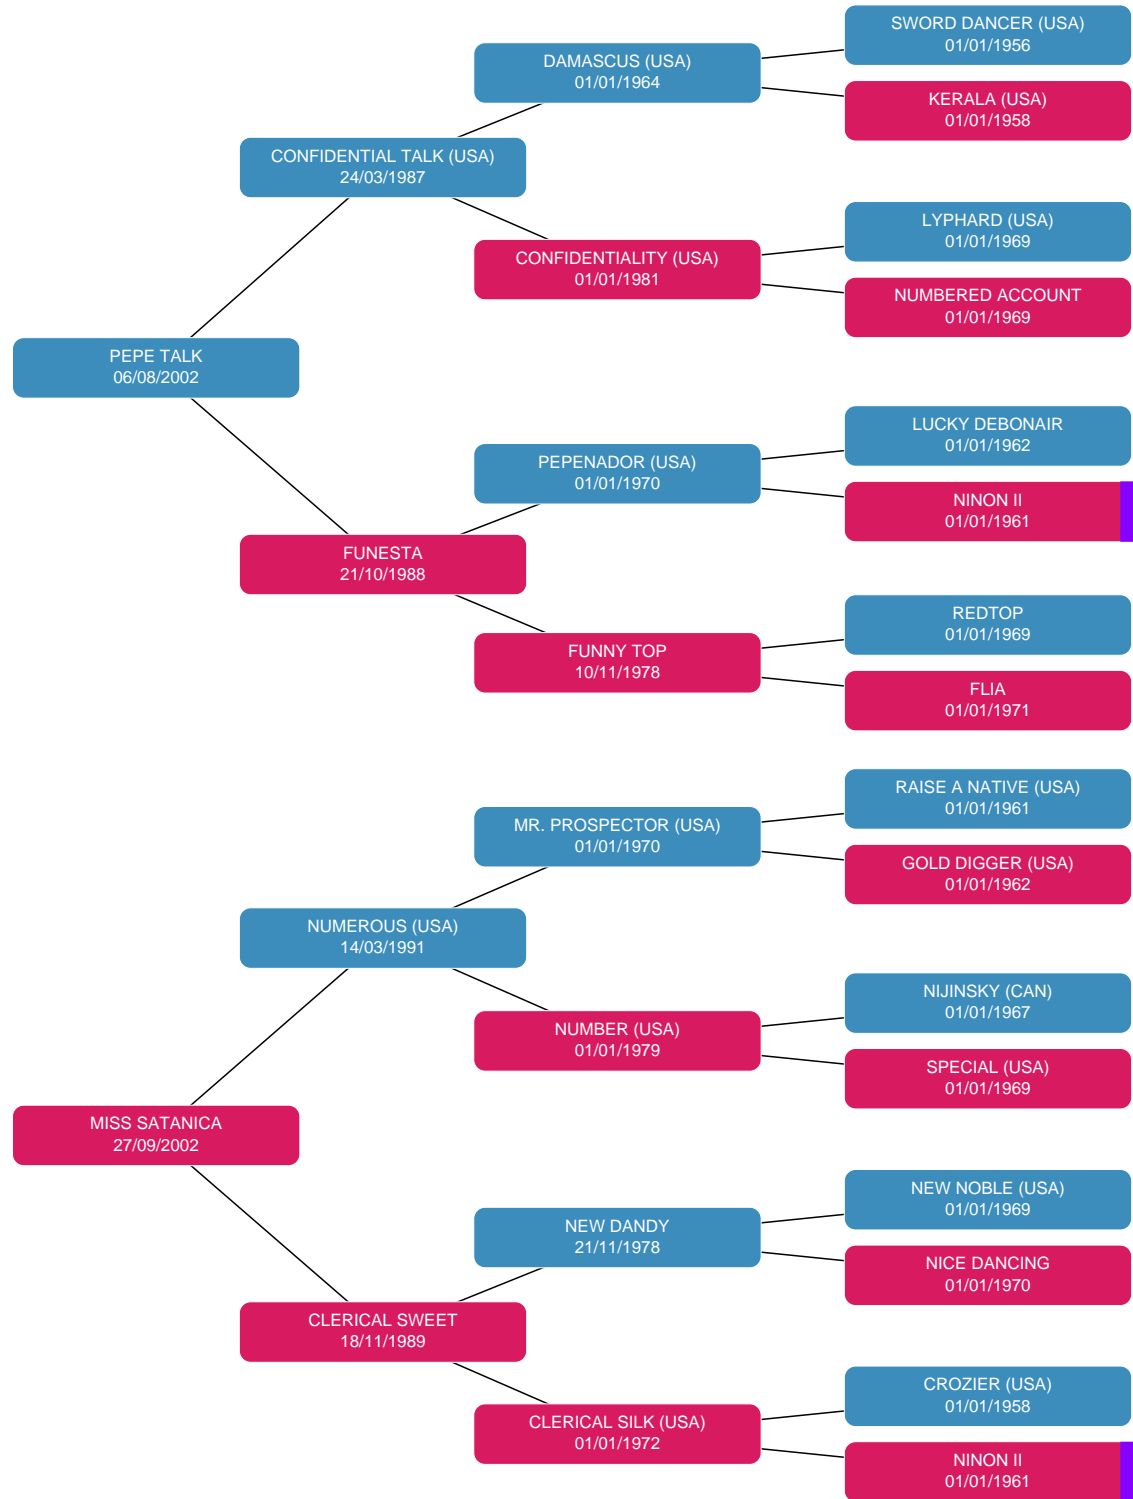 SWORD DANCER (USA)
01/01/1956
DAMASCUS (USA)
01/01/1964
KERALA (USA)
01/01/1958
CONFIDENTIAL TALK (USA)
24/03/1987
LYPHARD (USA)
01/01/1969
CONFIDENTIALITY (USA)
01/01/1981
NUMBERED ACCOUNT
01/01/1969
PEPE TALK
06/08/2002
LUCKY DEBONAIR
01/01/1962
PEPENADOR (USA)
01/01/1970
NINON II
01/01/1961
FUNESTA
21/10/1988
REDTOP
01/01/1969
FUNNY TOP
10/11/1978
FLIA
01/01/1971
RAISE A NATIVE (USA)
01/01/1961
MR. PROSPECTOR (USA)
01/01/1970
GOLD DIGGER (USA)
01/01/1962
NUMEROUS (USA)
14/03/1991
NIJINSKY (CAN)
01/01/1967
NUMBER (USA)
01/01/1979
SPECIAL (USA)
01/01/1969
MISS SATANICA
27/09/2002
NEW NOBLE (USA)
01/01/1969
NEW DANDY
21/11/1978
NICE DANCING
01/01/1970
CLERICAL SWEET
18/11/1989
CROZIER (USA)
01/01/1958
CLERICAL SILK (USA)
01/01/1972
NINON II
01/01/1961